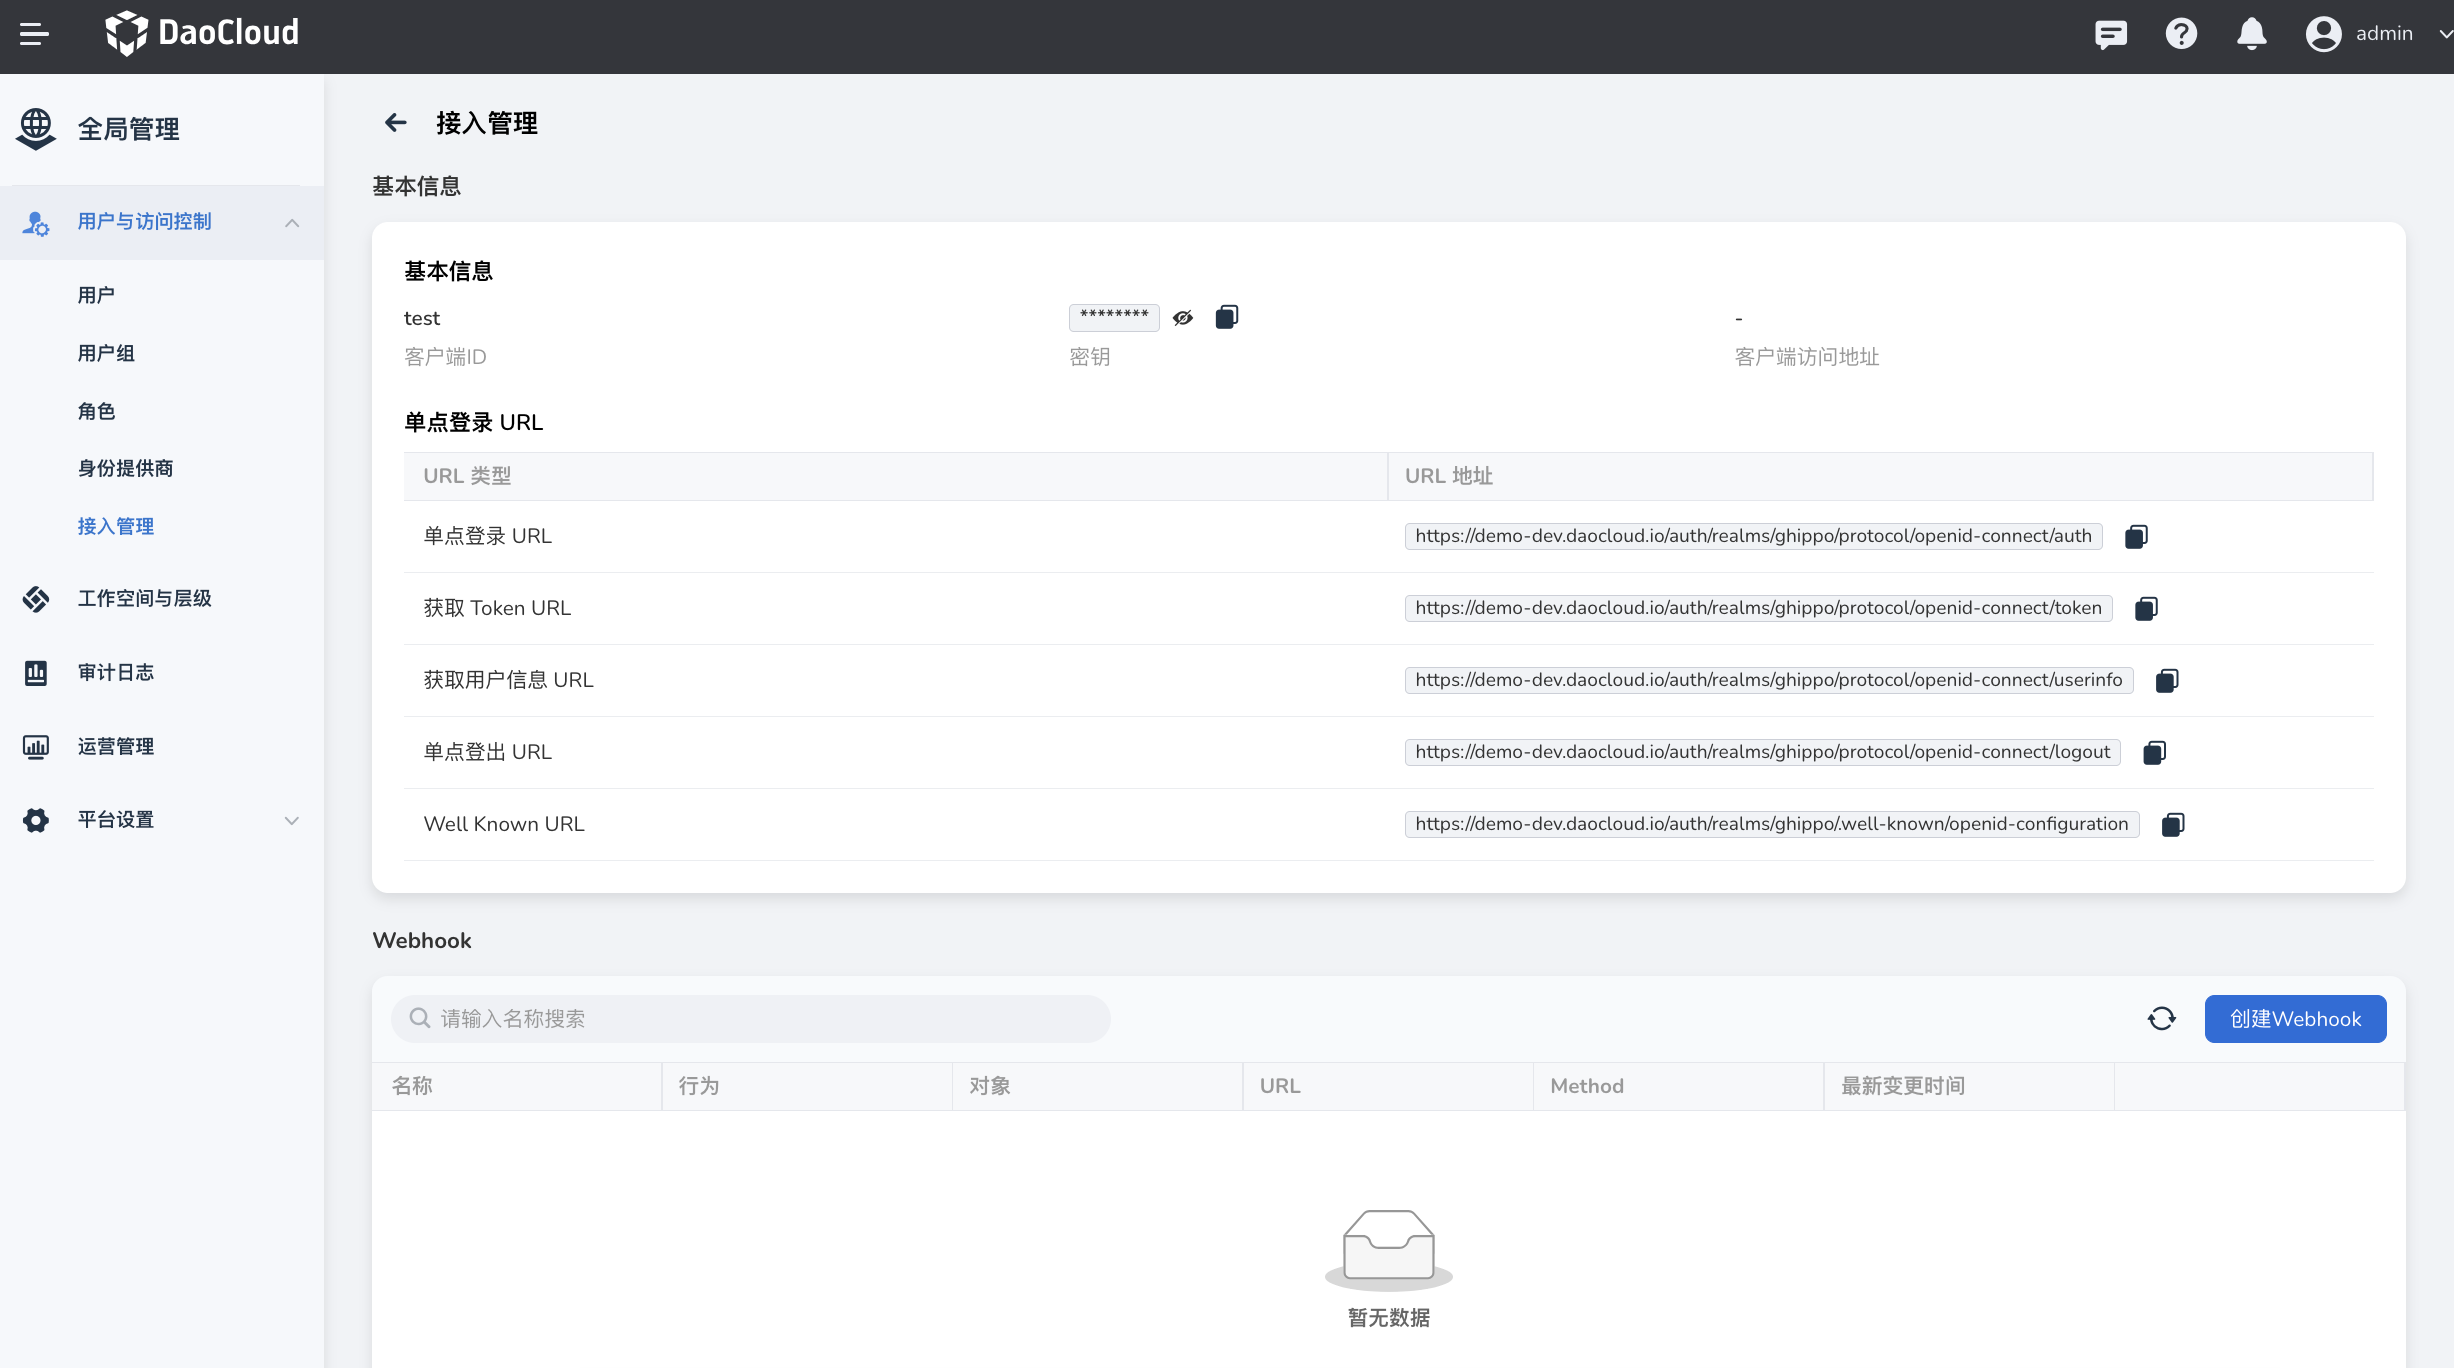 DaoCloud
admin
全局管理
用户与访问控制
用户
用户组
角色
身份提供商
接入管理
工作空间与层级
审计日志
运营管理
平台设置
接入管理
基本信息
基本信息
test
********
-
客户端ID
密钥
客户端访问地址
单点登录 URL
URL 类型
URL 地址
单点登录 URL
https://demo-dev.daocloud.io/auth/realms/ghippo/protocol/openid-connect/auth
获取 Token URL
https://demo-dev.daocloud.io/auth/realms/ghippo/protocol/openid-connect/token
获取用户信息 URL
https://demo-dev.daocloud.io/auth/realms/ghippo/protocol/openid-connect/userinfo
单点登出 URL
https://demo-dev.daocloud.io/auth/realms/ghippo/protocol/openid-connect/logout
Well Known URL
https://demo-dev.daocloud.io/auth/realms/ghippo/.well-known/openid-configuration
Webhook
请输入名称搜索
创建Webhook
名称
行为
对象
URL
Method
最新变更时间
暂无数据